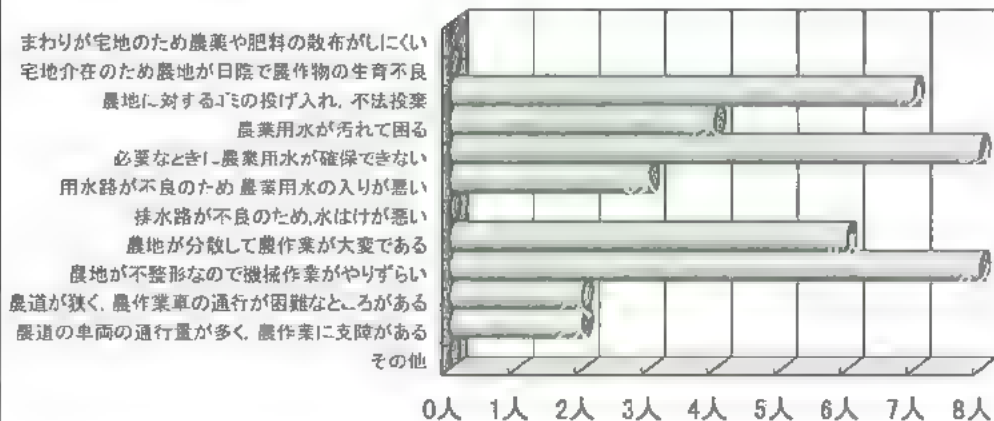 まわりが宅地のため農薬や肥料の散布がしにくい
宅地介在のため農地が日陰で農作物の生育不良
農地に対するゴミの投げ入れ、不法投棄
農業用水が汚れて困る
必要なときに農業用水が確保できない
用水路が不良のため農業用水の入りが悪い
排水路が不良のため,水はけが悪い
農地が分散して農作業が大変である
農地が不整形なので機械作業がやりずらい
農道が狭く、農作業車の通行が困難なところがある
農道の車両の通行量が多く、農作業に支障がある
その他
0人 1人 2人 3人 4人 5人 6人 7人 8人